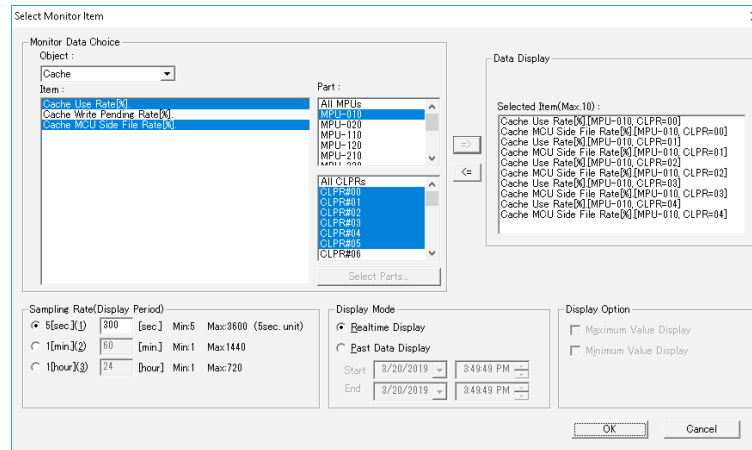 Select Monitor Item
Monitor Data Choice
Object :
Cache
Item :
Cache Use Rate[%].
Cache Write Pending Rate[%].
Cache MCU Side File Rate[%].
Part :
All MPUs
MPU-010
MPU-020
MPU-110
MPU-120
MPU-210
All CLPRs
CLPR#00
CLPR#01
CLPR#02
CLPR#03
CLPR#04
CLPR#05
CLPR#06
Select Parts...
=>
<=
Data Display
Selected Item(Max.10) :
Cache Use Rate[%].[MPU-010, CLPR=00]
Cache MCU Side File Rate[%].[MPU-010, CLPR=00]
Cache Use Rate[%].[MPU-010, CLPR=01]
Cache MCU Side File Rate[%].[MPU-010, CLPR=01]
Cache Use Rate[%].[MPU-010, CLPR=02]
Cache MCU Side File Rate[%].[MPU-010, CLPR=02]
Cache Use Rate[%].[MPU-010, CLPR=03]
Cache MCU Side File Rate[%].[MPU-010, CLPR=03]
Cache Use Rate[%].[MPU-010, CLPR=04]
Cache MCU Side File Rate[%].[MPU-010, CLPR=04]
Sampling Rate(Display Period)
5[sec.](1) 300 [sec.] Min:5 Max:3600 (5sec. unit)
1[min.](2) 60 [min.] Min:1 Max:1440
1[hour](3) 24 [hour] Min:1 Max:720
Display Mode
Realtime Display
Past Data Display
Start 3/20/2019 3:49:49 PM
End 3/20/2019 3:49:49 PM
Display Option
Maximum Value Display
Minimum Value Display
OK
Cancel